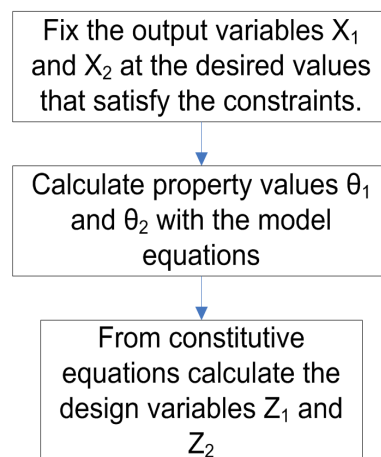 Fix the output variables X₁
and X₂ at the desired values
that satisfy the constraints.
Calculate property values θ₁
and θ₂ with the model
equations
From constitutive
equations calculate the
design variables Z₁ and
Z₂